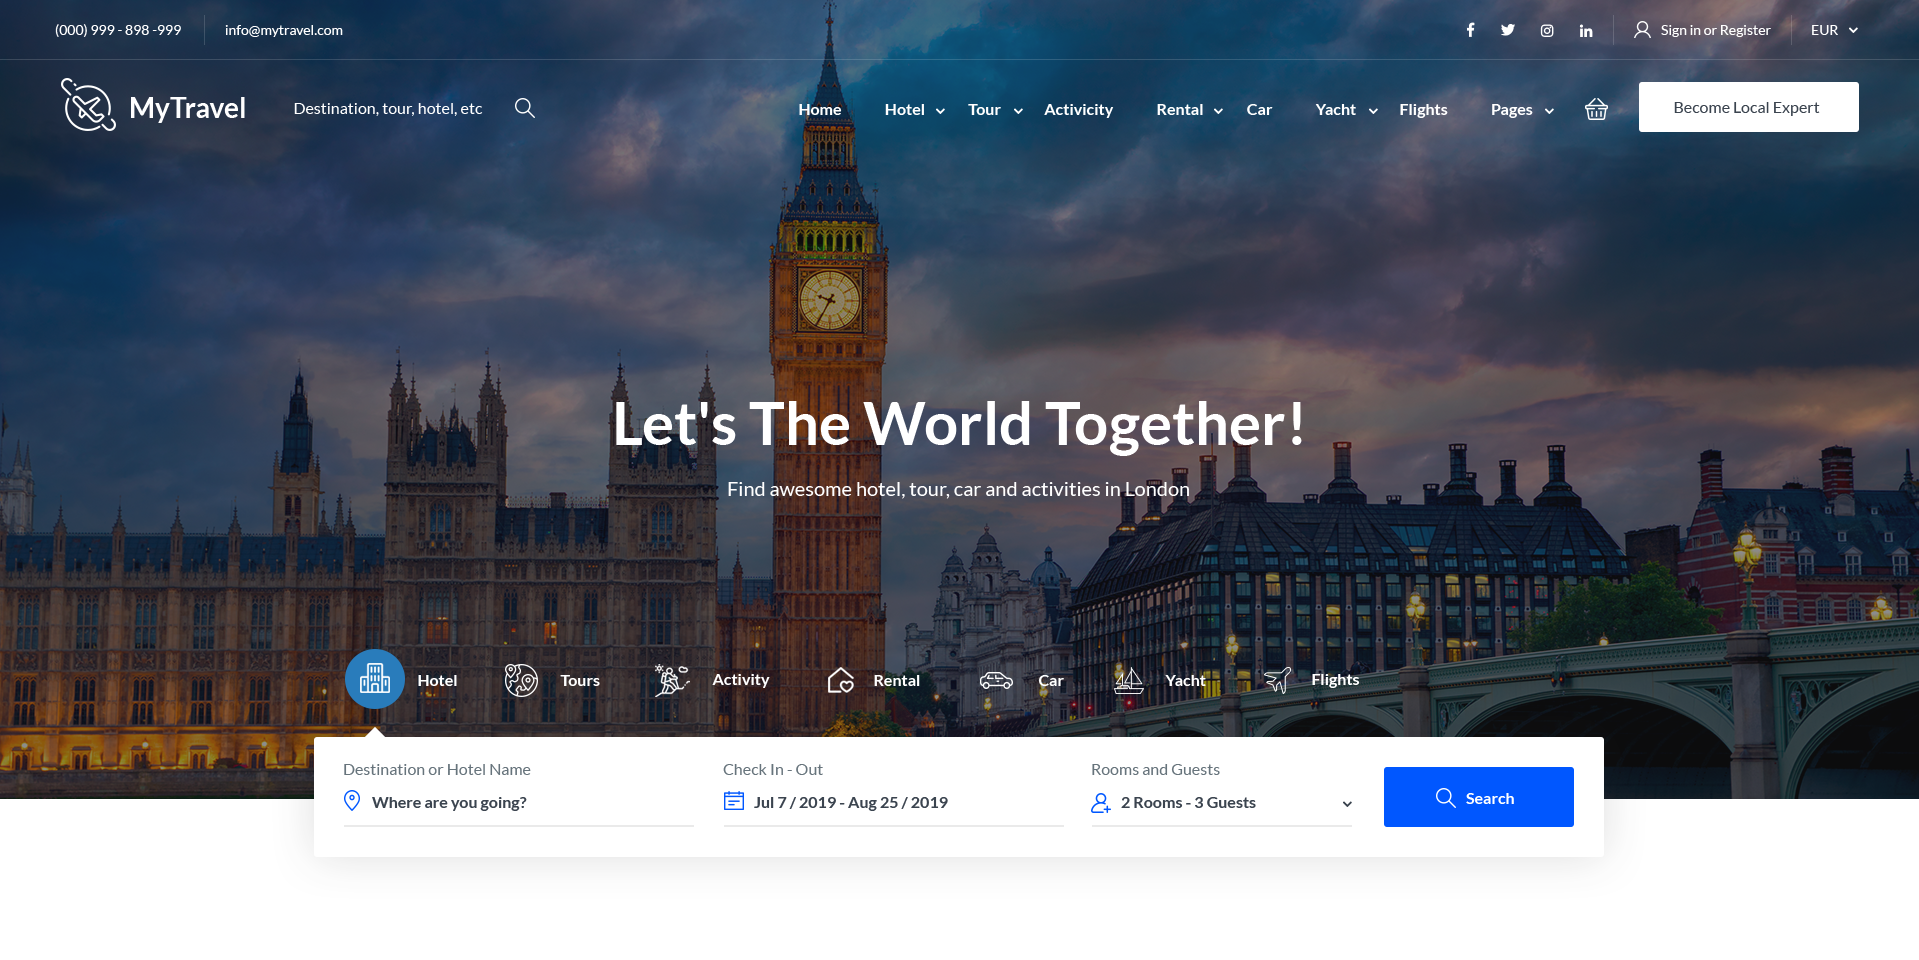 (000) 999 - 898 -999
info@mytravel.com
Sign in or Register
EUR
MyTravel
Destination, tour, hotel, etc
Home
Hotel
Tour
Activicity
Rental
Car
Yacht
Flights
Pages
Become Local Expert
Let's The World Together!
Find awesome hotel, tour, car and activities in London
Hotel
Tours
Activity
Rental
Car
Yacht
Flights
Destination or Hotel Name
Where are you going?
Check In - Out
Jul 7 / 2019 - Aug 25 / 2019
Rooms and Guests
2 Rooms - 3 Guests
Search